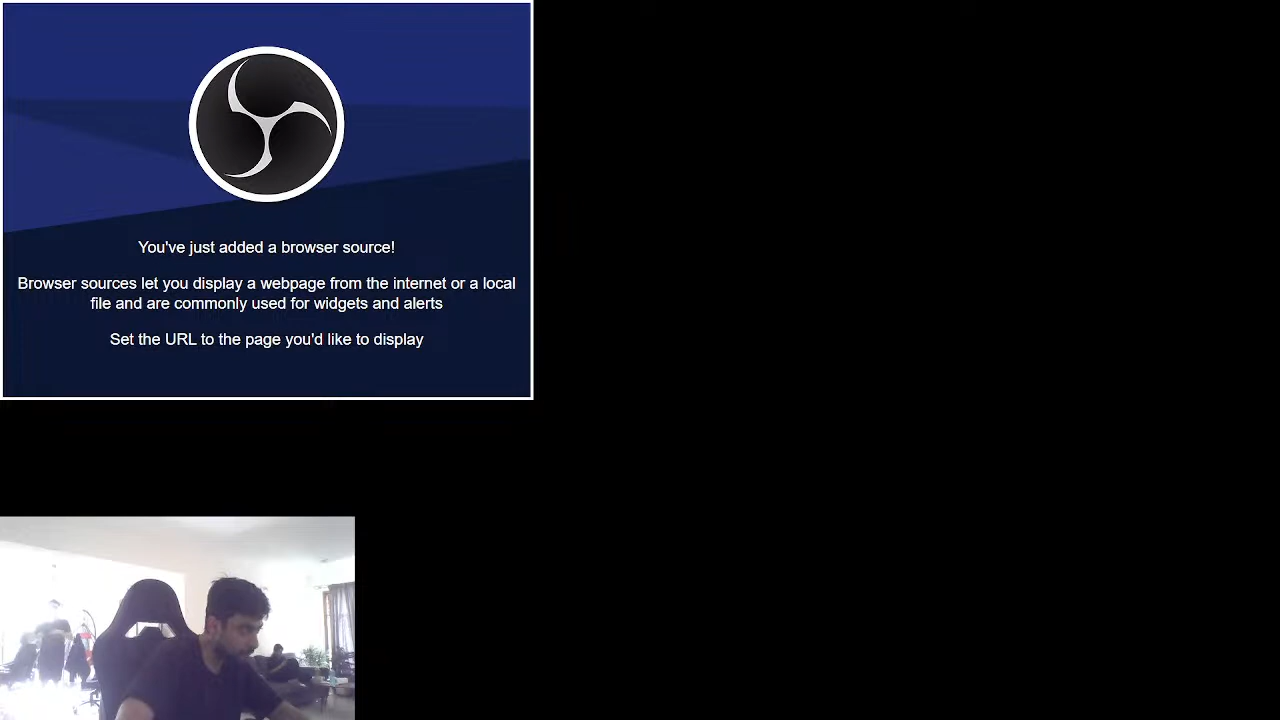 You've just added a browser source!
Browser sources let you display a webpage from the internet or a local
file and are commonly used for widgets and alerts
Set the URL to the page you'd like to display